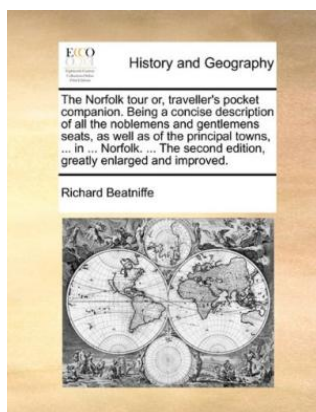 ECCO
History and Geography
The Norfolk tour or, traveller's pocket
companion. Being a concise description
of all the noblemens and gentlemens
seats, as well as of the principal towns,
... in ... Norfolk. ... The second edition,
greatly enlarged and improved.
Richard Beatniffe